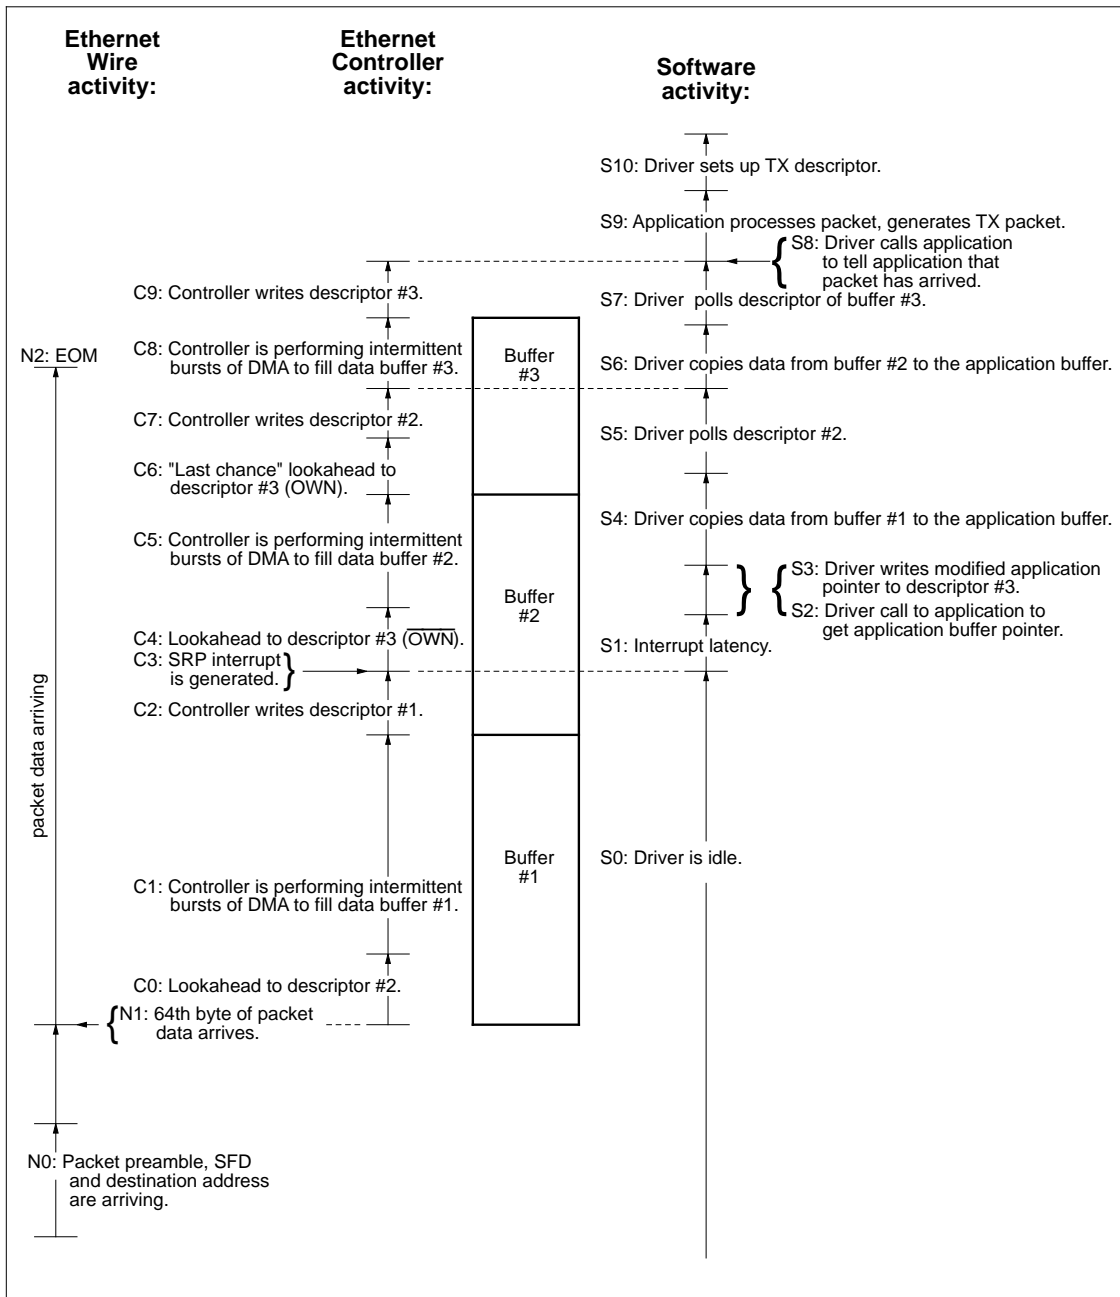 Ethernet
Wire
activity:
Ethernet
Controller
activity:
Software
activity:
S10: Driver sets up TX descriptor.
S9: Application processes packet, generates TX packet.
S8: Driver calls application
to tell application that
packet has arrived.
S7: Driver polls descriptor of buffer #3.
S6: Driver copies data from buffer #2 to the application buffer.
S5: Driver polls descriptor #2.
S4: Driver copies data from buffer #1 to the application buffer.
S3: Driver writes modified application
pointer to descriptor #3.
S2: Driver call to application to
get application buffer pointer.
S1: Interrupt latency.
S0: Driver is idle.
C9: Controller writes descriptor #3.
C8: Controller is performing intermittent
bursts of DMA to fill data buffer #3.
C7: Controller writes descriptor #2.
C6: "Last chance" lookahead to
descriptor #3 (OWN).
C5: Controller is performing intermittent
bursts of DMA to fill data buffer #2.
C4: Lookahead to descriptor #3 (O̅W̅N̅).
C3: SRP interrupt
is generated.
C2: Controller writes descriptor #1.
C1: Controller is performing intermittent
bursts of DMA to fill data buffer #1.
C0: Lookahead to descriptor #2.
Buffer
#3
Buffer
#2
Buffer
#1
N2: EOM
packet data arriving
N1: 64th byte of packet
data arrives.
N0: Packet preamble, SFD
and destination address
are arriving.